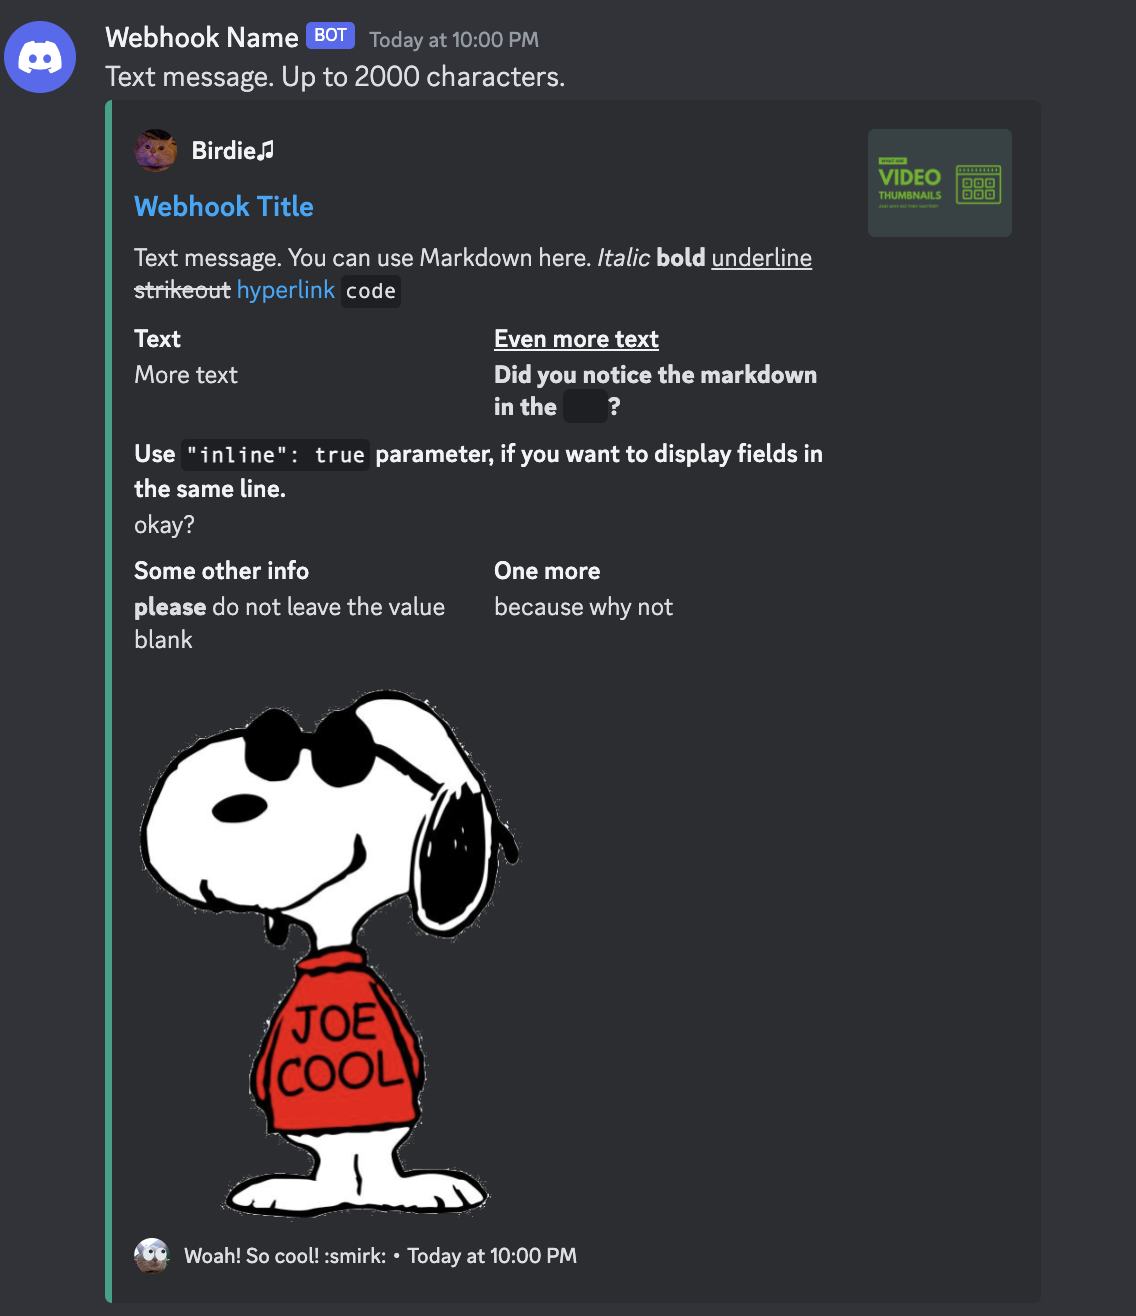 Webhook Name BOT Today at 10:00 PM
Text message. Up to 2000 characters.
Birdie♫
VIDEO
THUMBNAILS
Webhook Title
Text message. You can use Markdown here. Italic bold underline
strikeout hyperlink code
Text
More text
Even more text
Did you notice the markdown
in the ?
Use "inline": true parameter, if you want to display fields in
the same line.
okay?
Some other info
please do not leave the value
blank
One more
because why not
JOE
COOL
Woah! So cool! :smirk: • Today at 10:00 PM